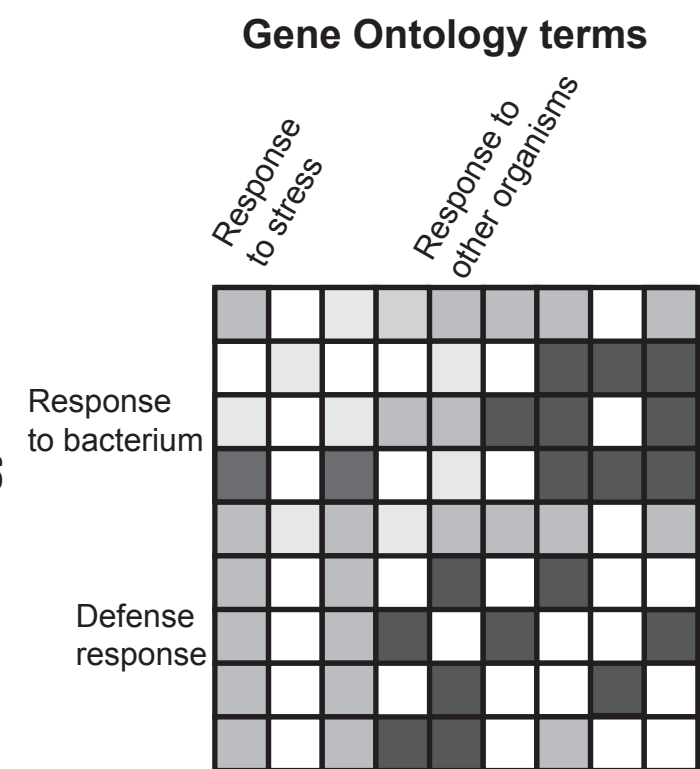 Gene Ontology terms
Response
to stress
Response to
other organisms
Response
to bacterium
Defense
response